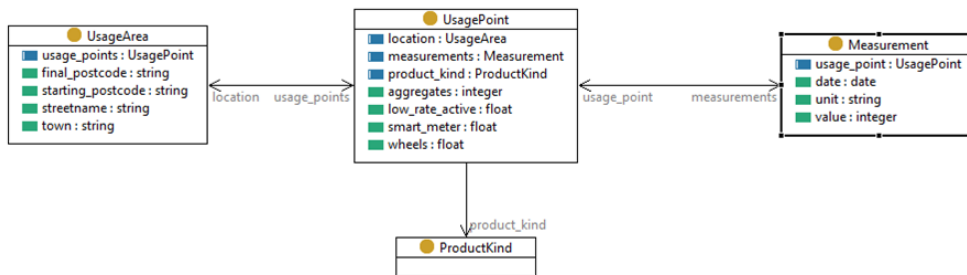 UsageArea
usage_points : UsagePoint
final_postcode : string
starting_postcode : string
streetname : string
town : string
location
usage_points
UsagePoint
location : UsageArea
measurements : Measurement
product_kind : ProductKind
aggregates : integer
low_rate_active : float
smart_meter : float
wheels : float
usage_point
measurements
Measurement
usage_point : UsagePoint
date : date
unit : string
value : integer
product_kind
ProductKind